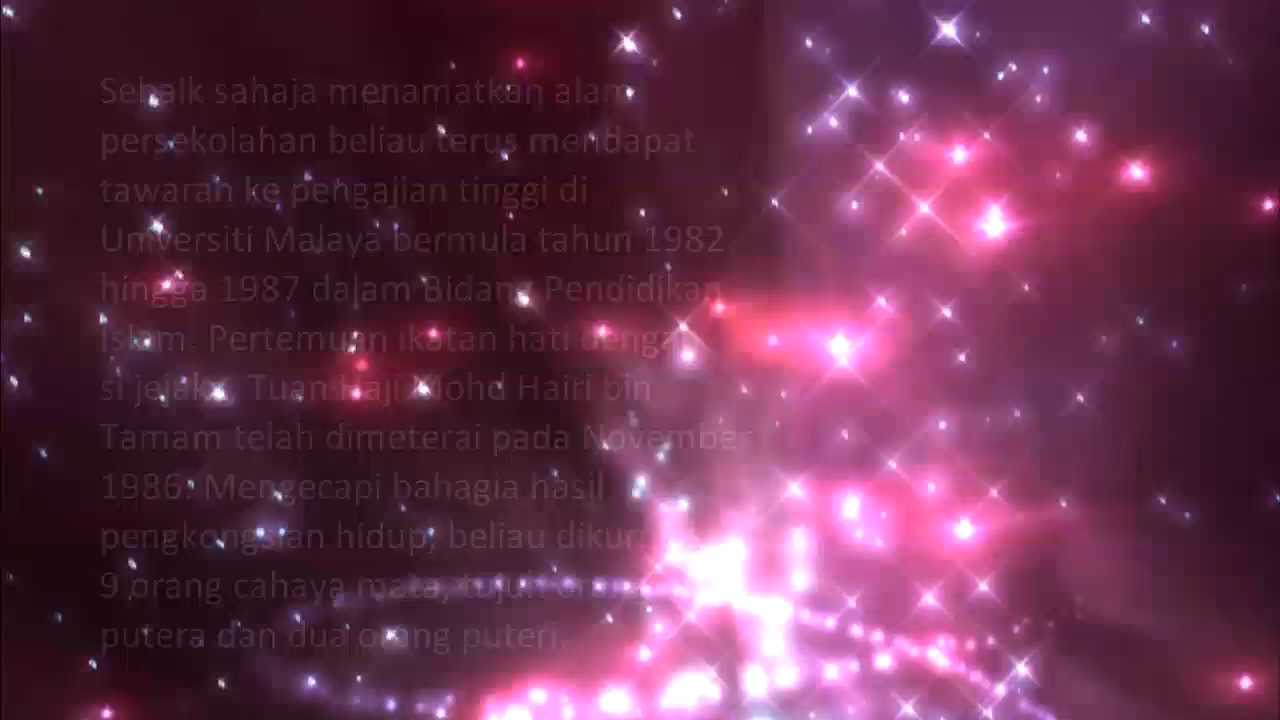 Sebaik sahaja menamatkan alam
persekolahan beliau terus mendapat
tawaran ke pengajian tinggi di
Universiti Malaya bermula tahun 1982
hingga 1987 dalam Bidang Pendidikan
Islam. Pertemuan ikatan hati dengan
si jejaka Tuan Haji Mohd Hairi bin
Tamam telah dimeterai pada November
1986. Mengecapi bahagia hasil
pengkongsian hidup, beliau
9 orang cahaya mata, tujuh orang
putera dan dua orang puteri.